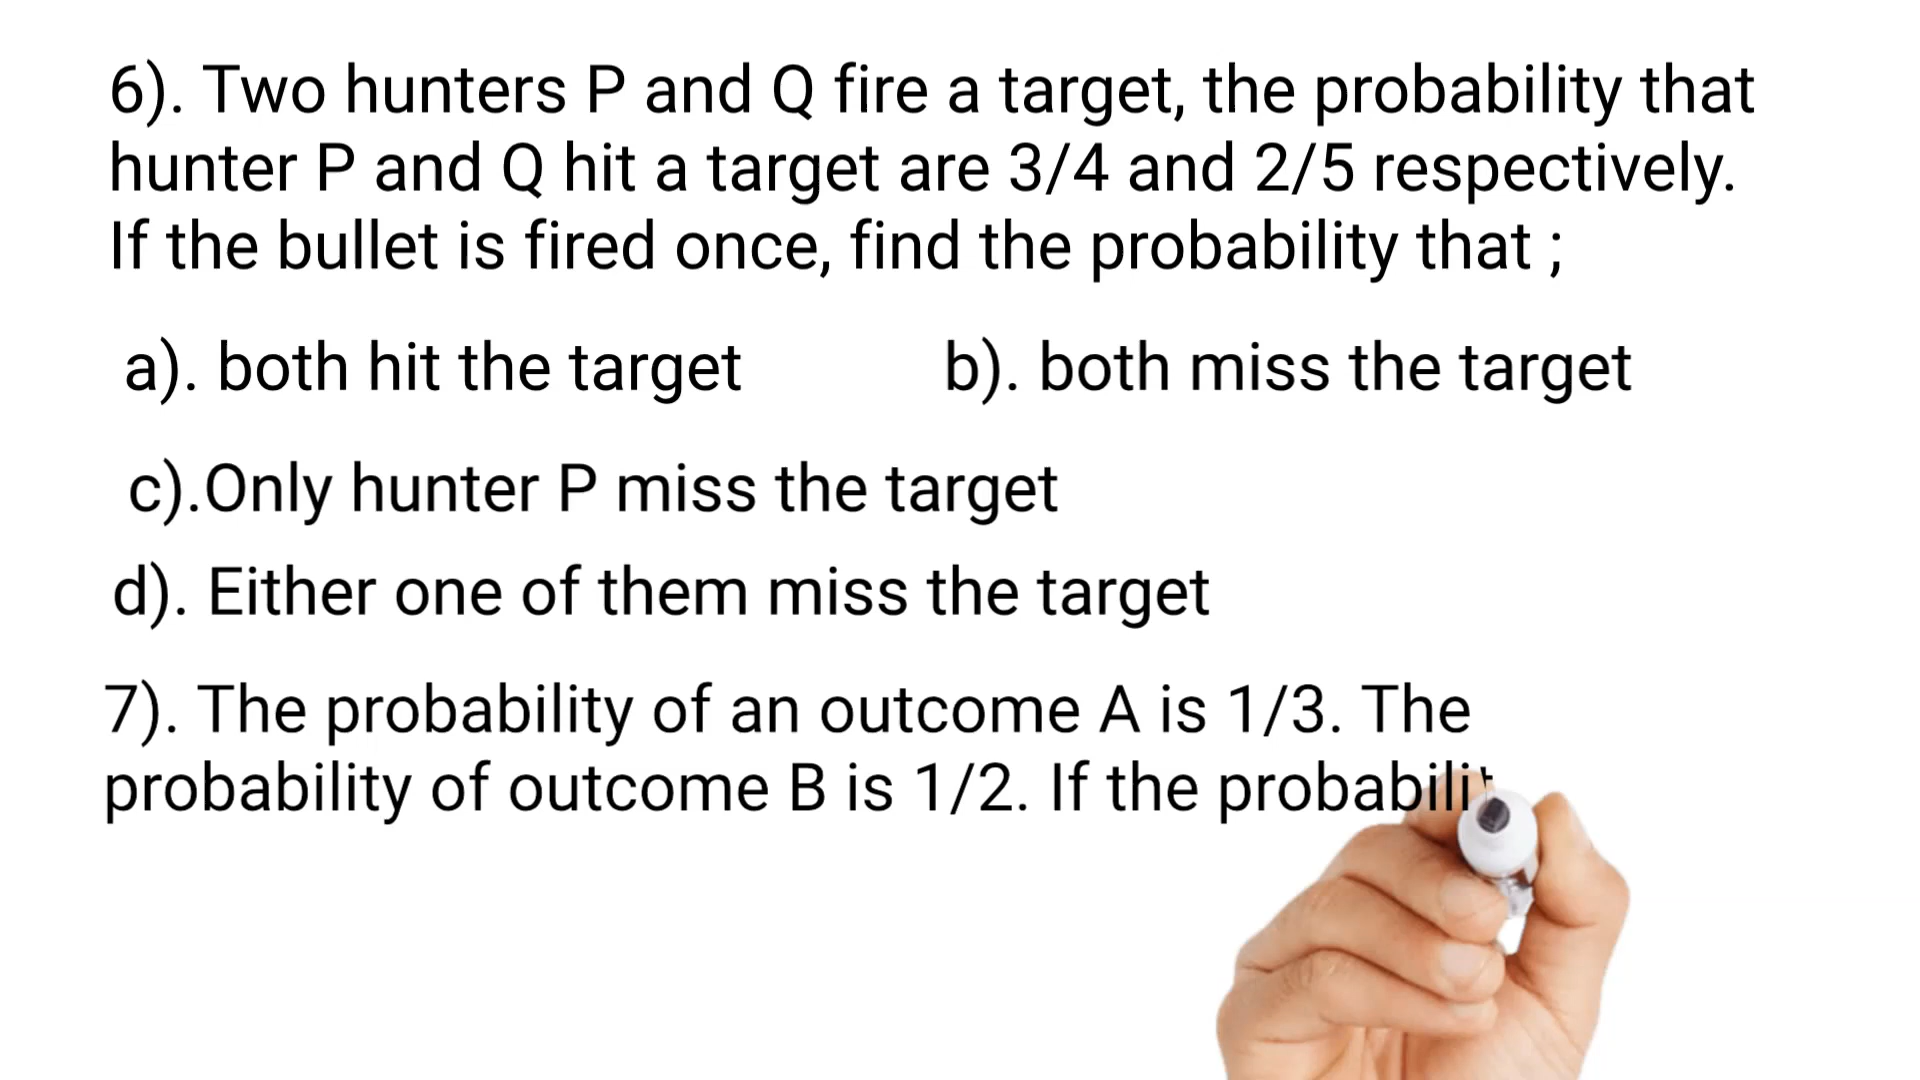 6). Two hunters P and Q fire a target, the probability that
hunter P and Q hit a target are 3/4 and 2/5 respectively.
If the bullet is fired once, find the probability that ;
a). both hit the target b). both miss the target
c).Only hunter P miss the target
d). Either one of them miss the target
7). The probability of an outcome A is 1/3. The
probability of outcome B is 1/2. If the